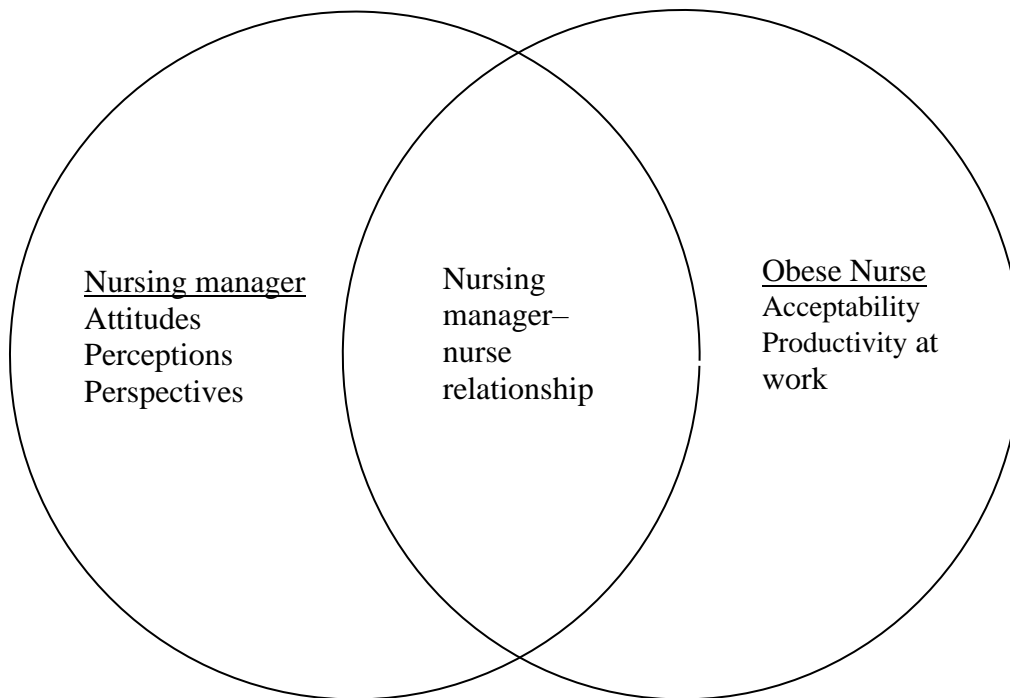 Nursing manager
Attitudes
Perceptions
Perspectives
Nursing
manager–
nurse
relationship
Obese Nurse
Acceptability
Productivity at
work